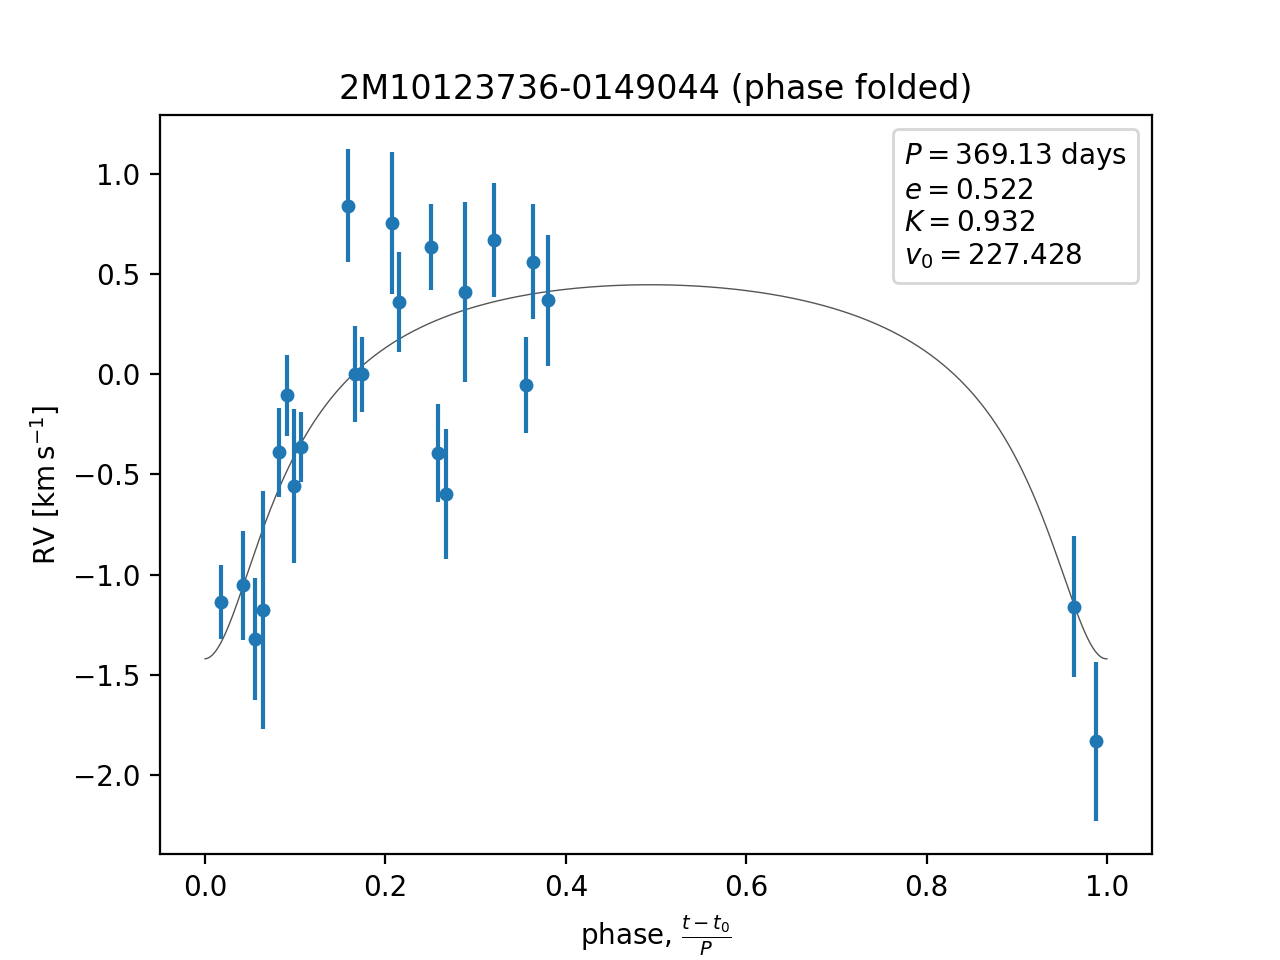 2M10123736-0149044 (phase folded)
P = 369.13 days
e = 0.522
K = 0.932
v₀ = 227.428
1.0
0.5
0.0
−0.5
−1.0
−1.5
−2.0
RV [km s⁻¹]
0.0 0.2 0.4 0.6 0.8 1.0
phase, (t − t₀)/P